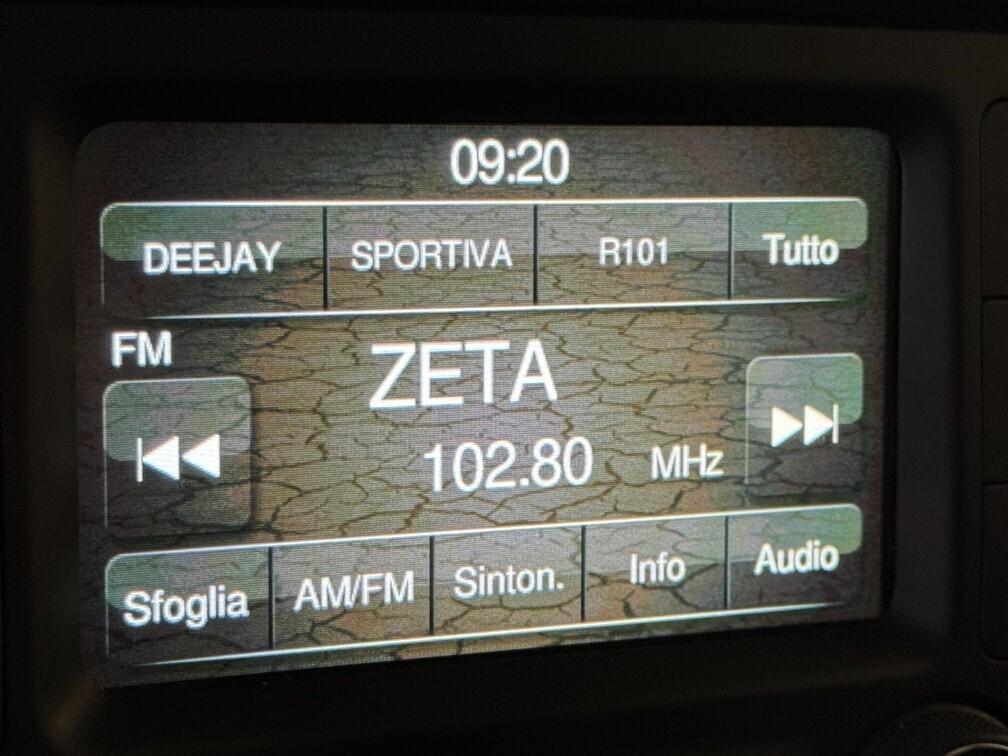 09:20
DEEJAY SPORTIVA R101 Tutto
FM
ZETA
102.80 MHz
Sfoglia AM/FM Sinton. Info Audio